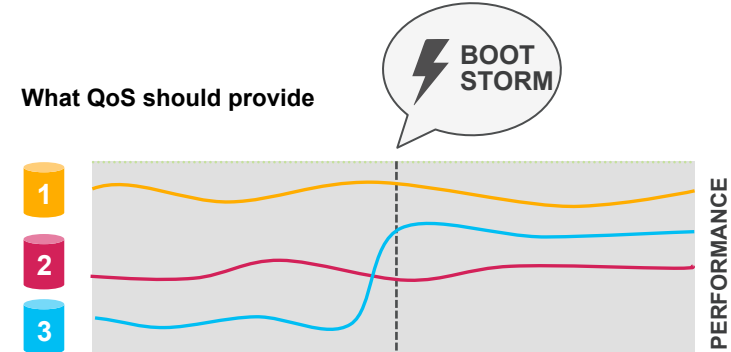 BOOT
STORM
What QoS should provide
1
2
3
PERFORMANCE